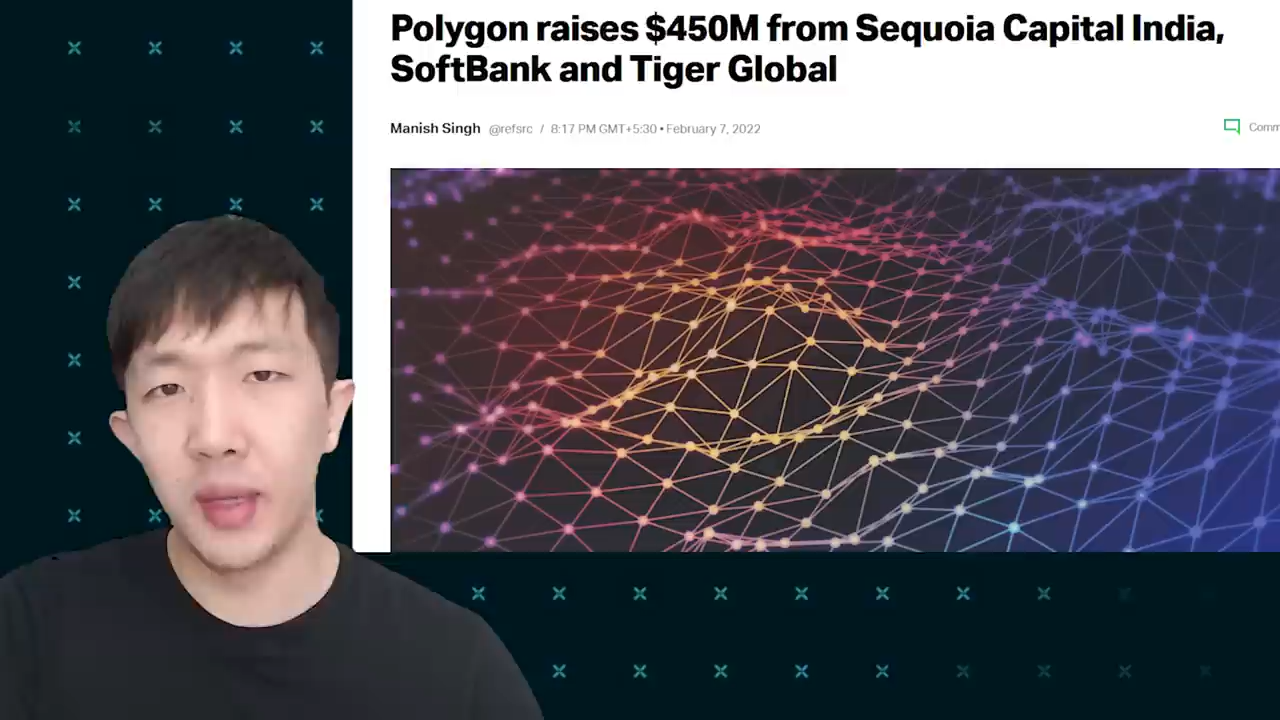 Polygon raises $450M from Sequoia Capital India,
SoftBank and Tiger Global
Manish Singh @refsrc / 8:17 PM GMT+5:30 • February 7, 2022